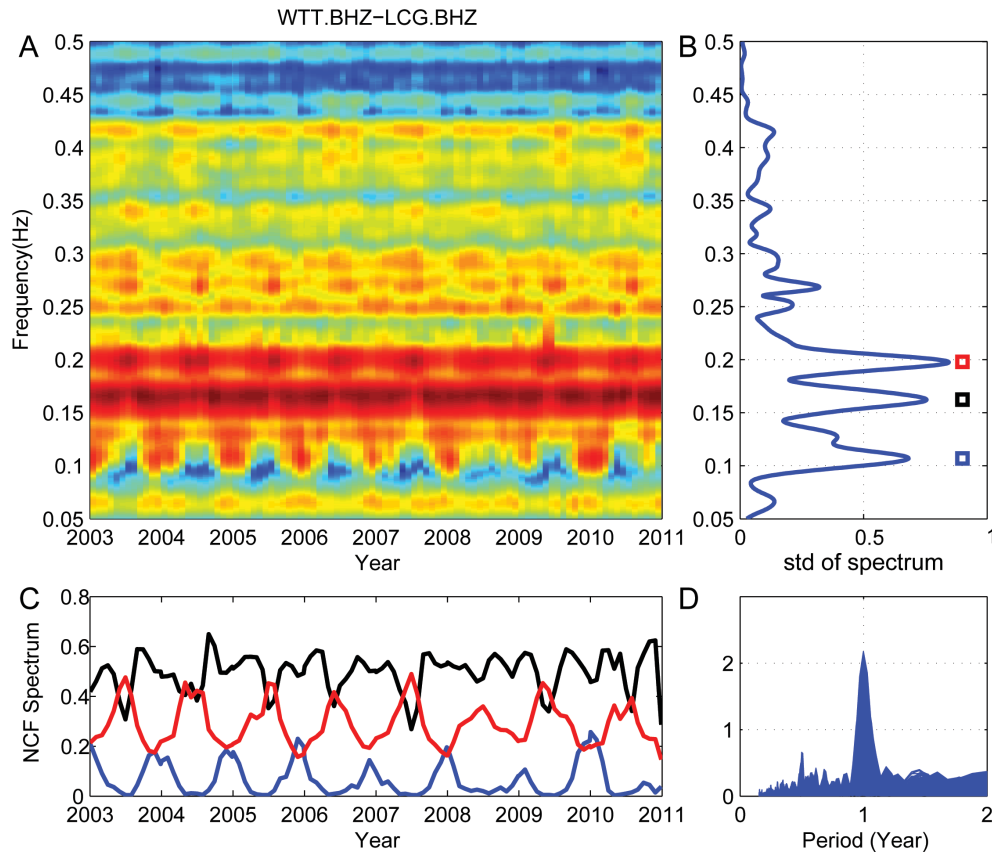 WTT.BHZ−LCG.BHZ
A
0.5
0.45
0.4
0.35
0.3
0.25
0.2
0.15
0.1
0.05
Frequency(Hz)
2003 2004 2005 2006 2007 2008 2009 2010 2011
Year
B
0.5
0.45
0.4
0.35
0.3
0.25
0.2
0.15
0.1
0.05
0 0.5 1
std of spectrum
C
0.8
0.6
0.4
0.2
0
NCF Spectrum
2003 2004 2005 2006 2007 2008 2009 2010 2011
Year
D
2
1
0
0 1 2
Period (Year)